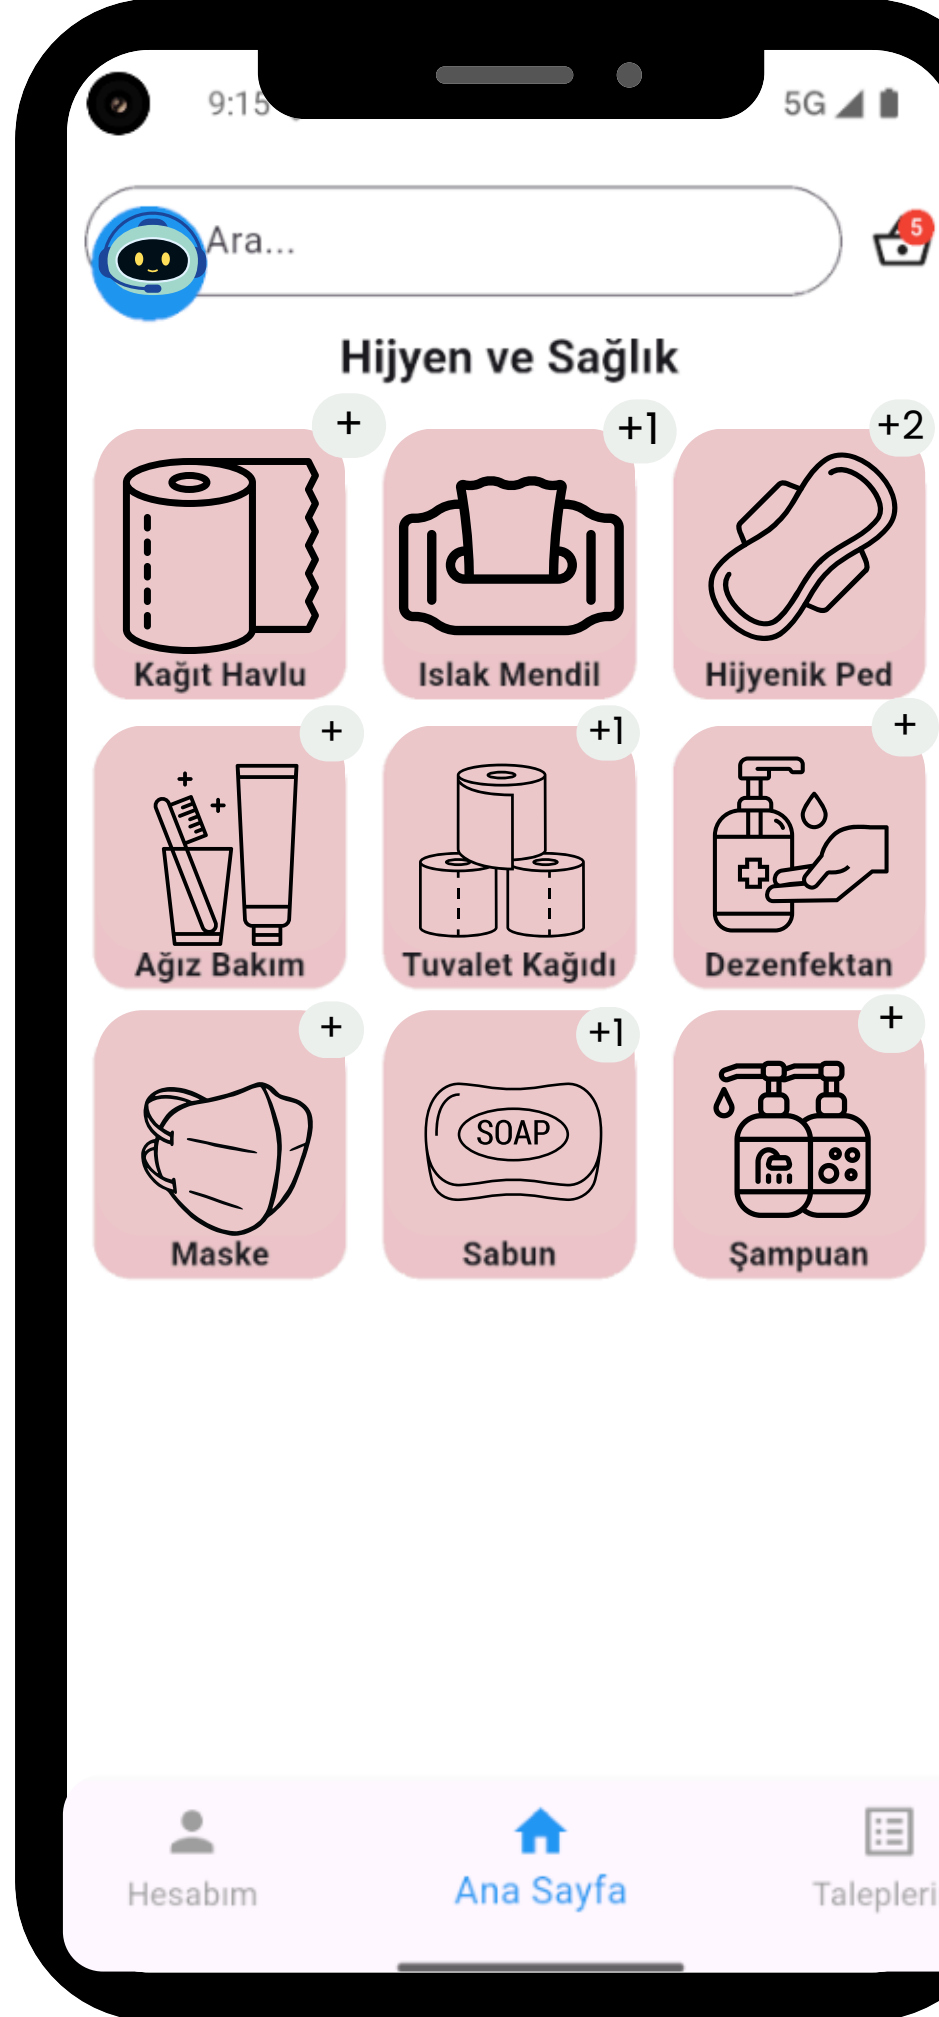 9:15
5G
Ara...
5
Hijyen ve Sağlık
+ +1 +2
Kağıt Havlu Islak Mendil Hijyenik Ped
+ +1 +
Ağız Bakım Tuvalet Kağıdı Dezenfektan
+ +1 +
SOAP
Maske Sabun Şampuan
Hesabım Ana Sayfa Talepleri